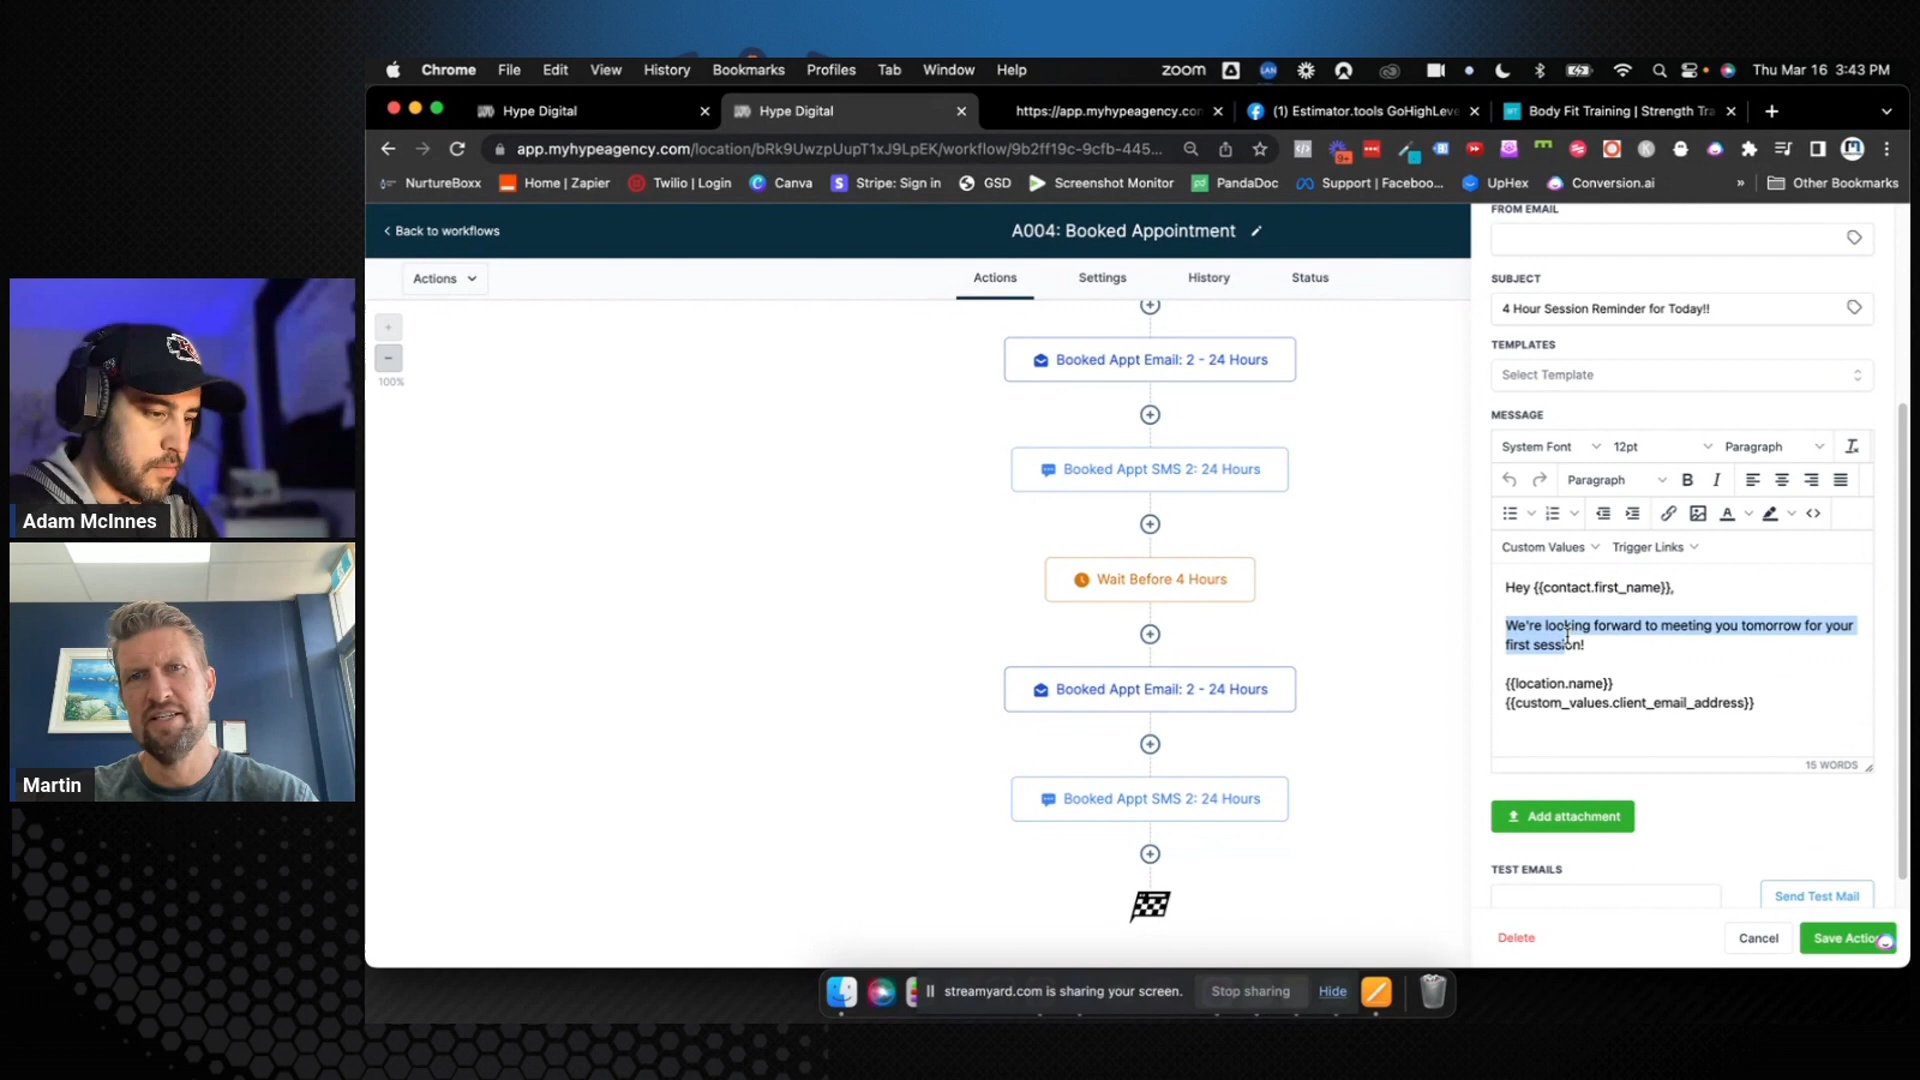 Chrome File Edit View History Bookmarks Profiles Tab Window Help
zoom LAN Thu Mar 16 3:43 PM
Hype Digital
Hype Digital
https://app.myhypeagency.con
(1) Estimator.tools GoHighLeve
Body Fit Training | Strength Tra
app.myhypeagency.com/location/bRk9UwzpUupT1xJ9LpEK/workflow/9b2ff19c-9cfb-445...
9+
NurtureBoxx Home | Zapier Twilio | Login Canva Stripe: Sign in GSD Screenshot Monitor PandaDoc Support | Faceboo... UpHex Conversion.ai » Other Bookmarks
Back to workflows
A004: Booked Appointment
Actions
Actions Settings History Status
100%
Booked Appt Email: 2 - 24 Hours
Booked Appt SMS 2: 24 Hours
Wait Before 4 Hours
Booked Appt Email: 2 - 24 Hours
Booked Appt SMS 2: 24 Hours
FROM EMAIL
SUBJECT
4 Hour Session Reminder for Today!!
TEMPLATES
Select Template
MESSAGE
System Font 12pt Paragraph
Paragraph B I
A
Custom Values Trigger Links
Hey {{contact.first_name}},
We're looking forward to meeting you tomorrow for your
first session!
{{location.name}}
{{custom_values.client_email_address}}
15 WORDS
Add attachment
TEST EMAILS
Send Test Mail
Delete Cancel Save Actio
Adam McInnes
Martin
streamyard.com is sharing your screen. Stop sharing Hide